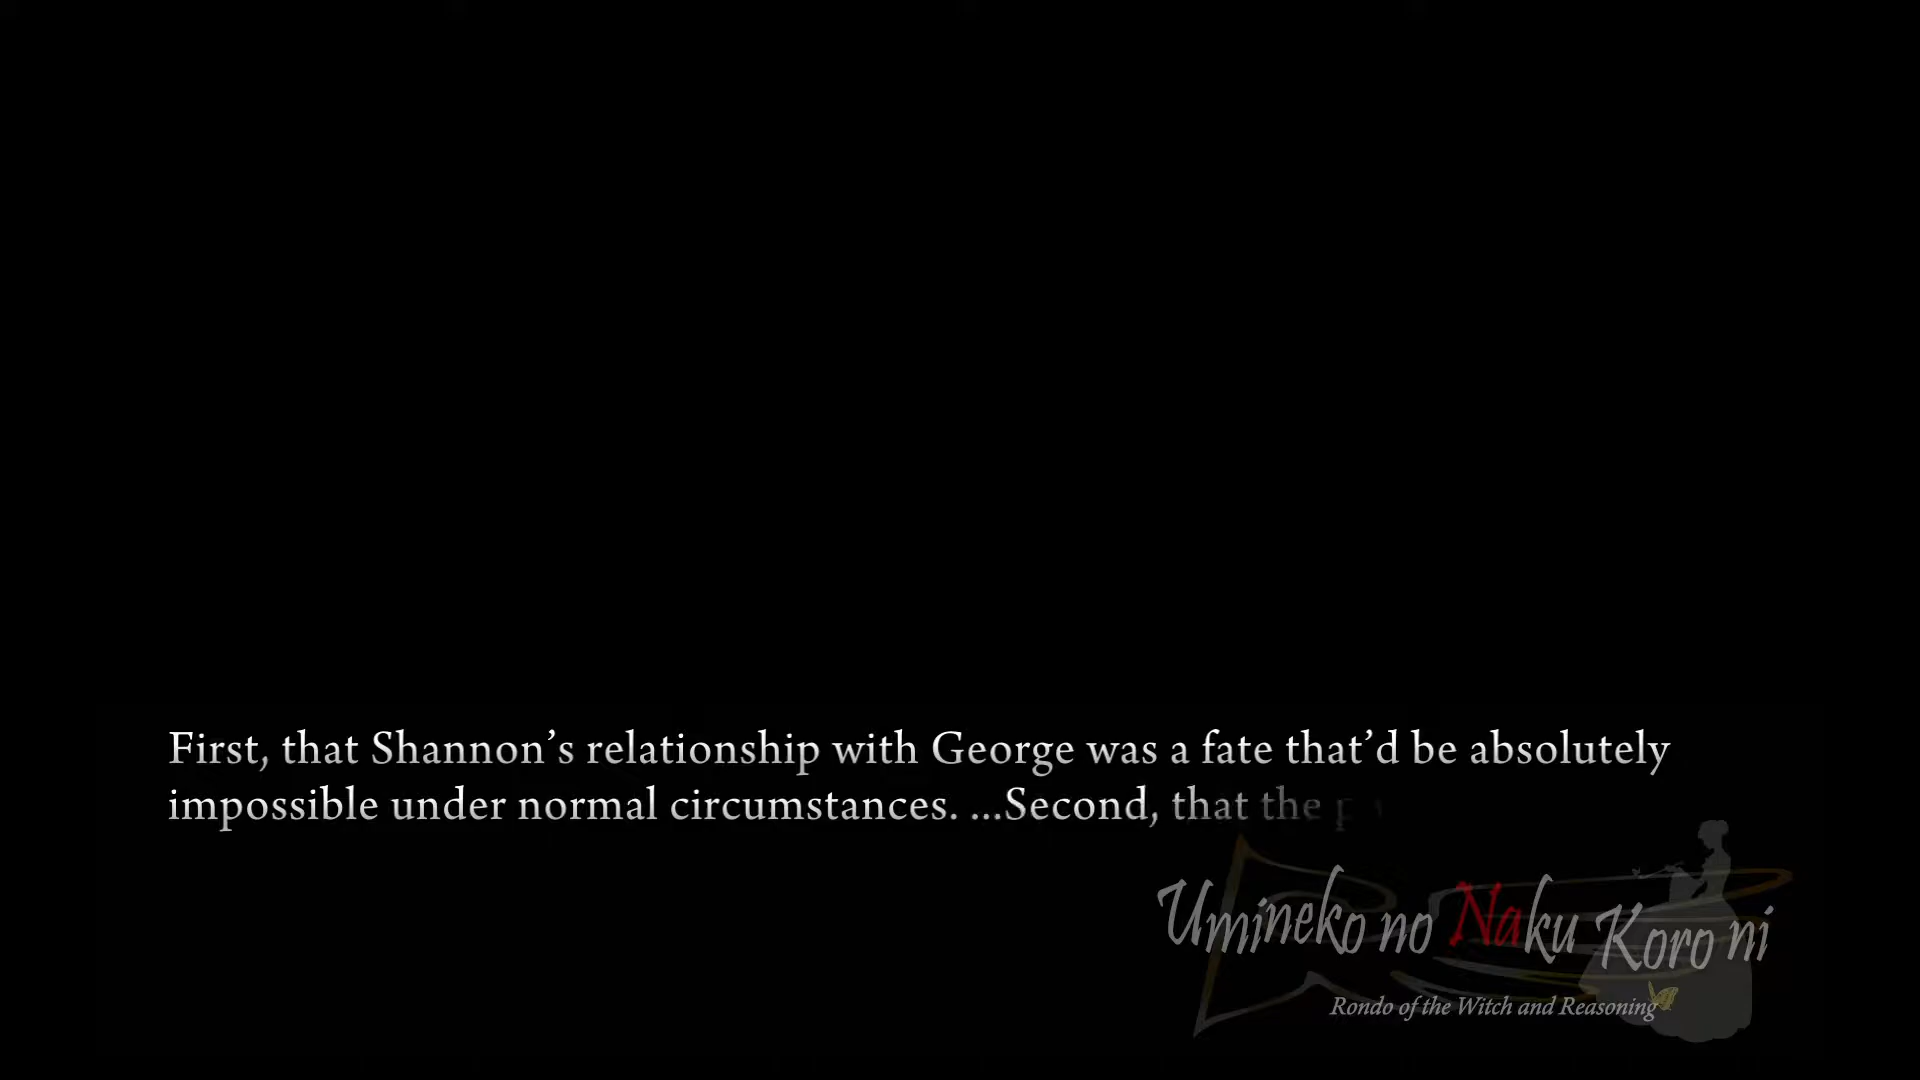 First, that Shannon’s relationship with George was a fate that’d be absolutely
impossible under normal circumstances. ...Second, that the
Umineko no Naku Koro ni
Rondo of the Witch and Reasoning